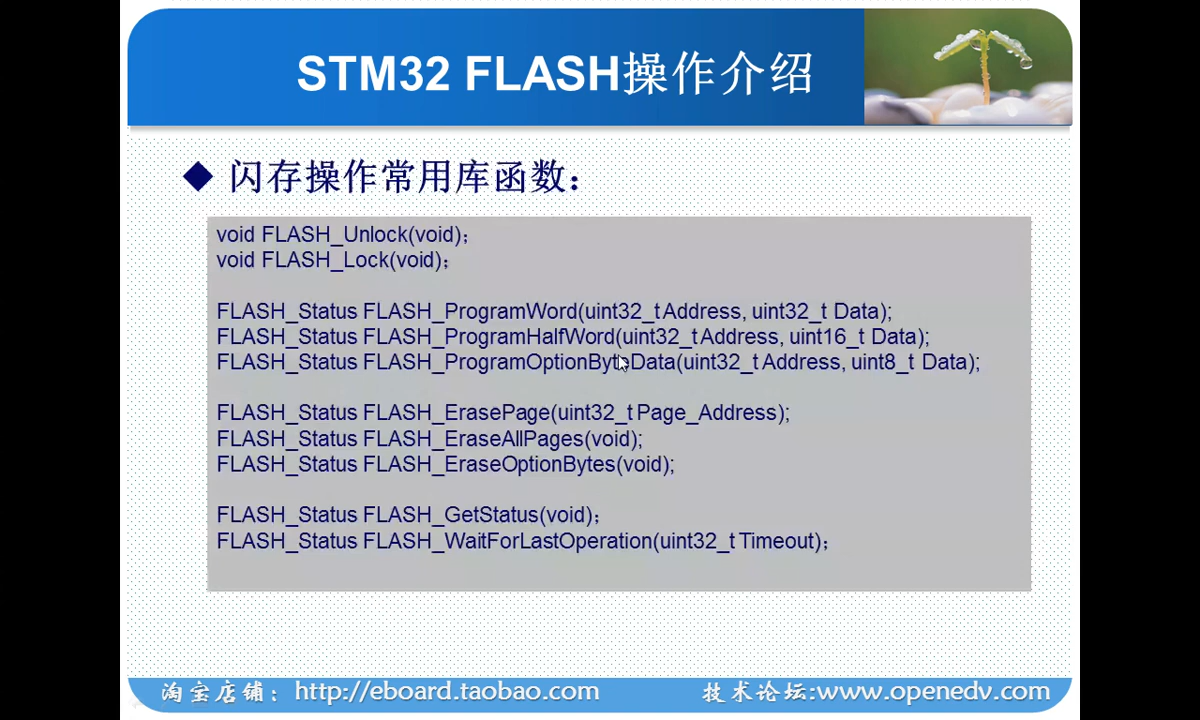 STM32 FLASH操作介绍
闪存操作常用库函数：
void FLASH_Unlock(void)；
void FLASH_Lock(void)；
FLASH_Status FLASH_ProgramWord(uint32_t Address, uint32_t Data);
FLASH_Status FLASH_ProgramHalfWord(uint32_t Address, uint16_t Data);
FLASH_Status FLASH_ProgramOptionByteData(uint32_t Address, uint8_t Data);
FLASH_Status FLASH_ErasePage(uint32_t Page_Address);
FLASH_Status FLASH_EraseAllPages(void);
FLASH_Status FLASH_EraseOptionBytes(void);
FLASH_Status FLASH_GetStatus(void)；
FLASH_Status FLASH_WaitForLastOperation(uint32_t Timeout)；
淘宝店铺：http://eboard.taobao.com 技术论坛:www.openedv.com